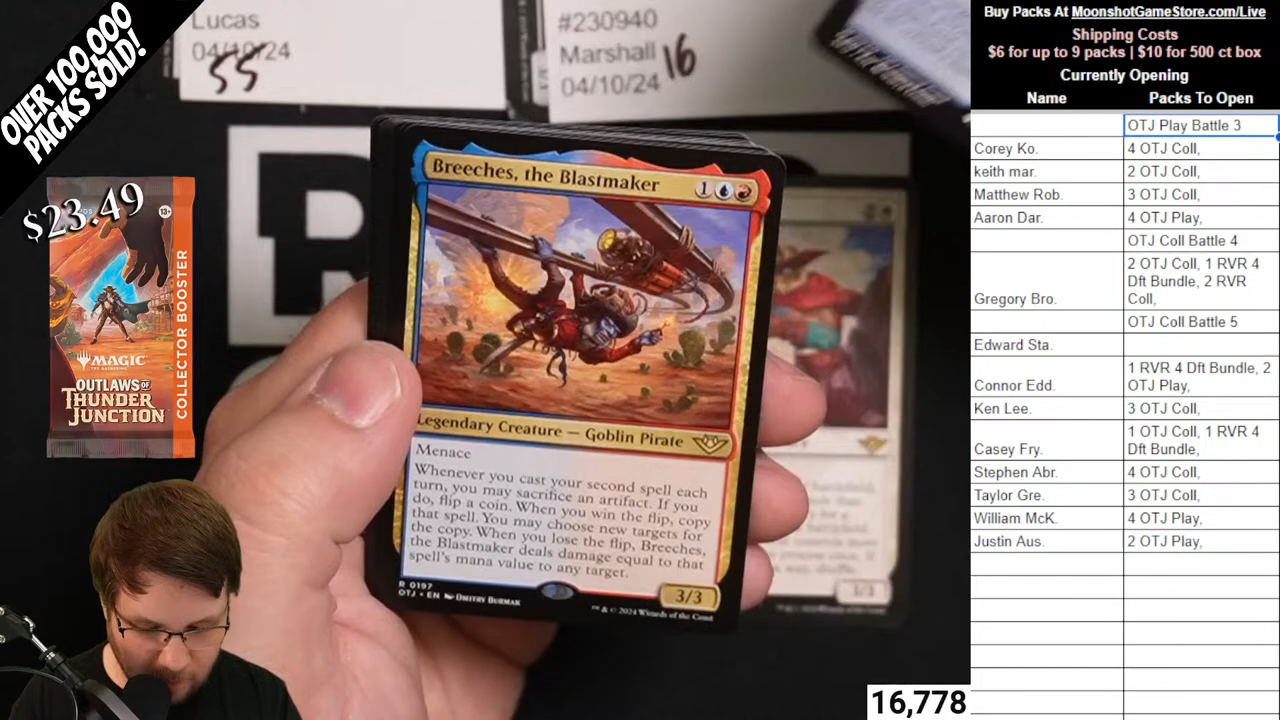 OVER 100,000
PACKS SOLD!
Lucas
04/10/24
55
#230940
Marshall
04/10/24
16
$23.49
13+
MAGIC
THE GATHERING
OUTLAWS OF
THUNDER
JUNCTION
COLLECTOR BOOSTER
Breeches, the Blastmaker
1
Legendary Creature — Goblin Pirate
Menace
Whenever you cast your second spell each
turn, you may sacrifice an artifact. If you
do, flip a coin. When you win the flip, copy
that spell. You may choose new targets for
the copy. When you lose the flip, Breeches,
the Blastmaker deals damage equal to that
spell's mana value to any target.
3/3
R 0197
OTJ • EN DMITRY BURMAK
™ & © 2024 Wizards of the Coast
3/3
Buy Packs At MoonshotGameStore.com/Live
Shipping Costs
$6 for up to 9 packs | $10 for 500 ct box
Currently Opening
Name Packs To Open
OTJ Play Battle 3
Corey Ko. 4 OTJ Coll,
keith mar. 2 OTJ Coll,
Matthew Rob. 3 OTJ Coll,
Aaron Dar. 4 OTJ Play,
OTJ Coll Battle 4
2 OTJ Coll, 1 RVR 4
Dft Bundle, 2 RVR
Gregory Bro. Coll,
OTJ Coll Battle 5
Edward Sta.
1 RVR 4 Dft Bundle, 2
Connor Edd. OTJ Play,
Ken Lee. 3 OTJ Coll,
1 OTJ Coll, 1 RVR 4
Casey Fry. Dft Bundle,
Stephen Abr. 4 OTJ Coll,
Taylor Gre. 3 OTJ Coll,
William McK. 4 OTJ Play,
Justin Aus. 2 OTJ Play,
16,778